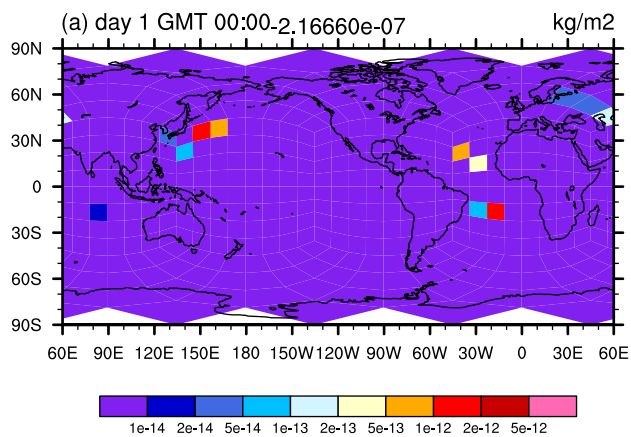 (a) day 1 GMT 00:00 -2.16660e-07 kg/m2
90N
60N
30N
0
30S
60S
90S
60E 90E 120E 150E 180 150W 120W 90W 60W 30W 0 30E 60E
1e-14 2e-14 5e-14 1e-13 2e-13 5e-13 1e-12 2e-12 5e-12